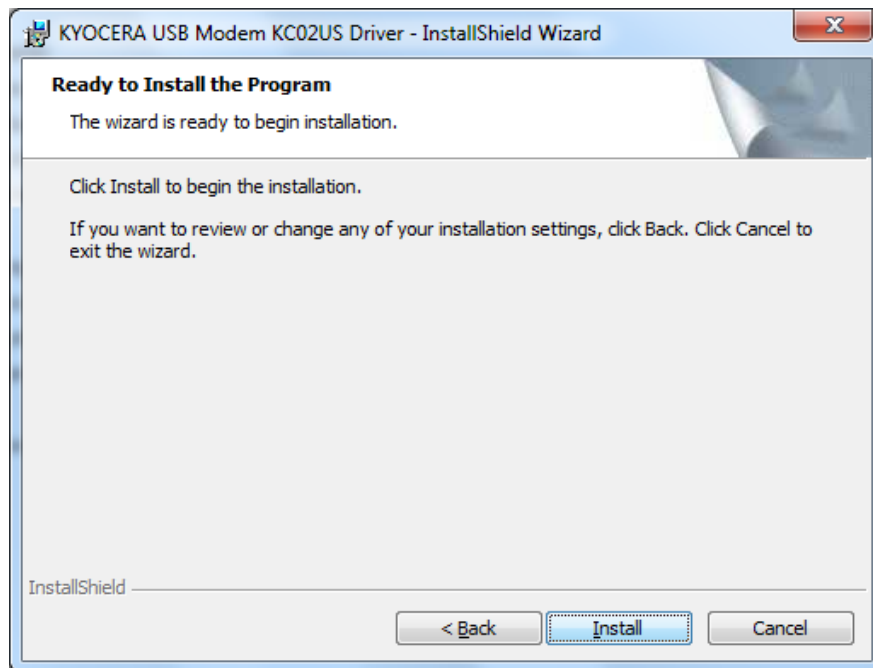 KYOCERA USB Modem KC02US Driver - InstallShield Wizard
Ready to Install the Program
The wizard is ready to begin installation.
Click Install to begin the installation.
If you want to review or change any of your installation settings, click Back. Click Cancel to
exit the wizard.
InstallShield
< Back Install Cancel